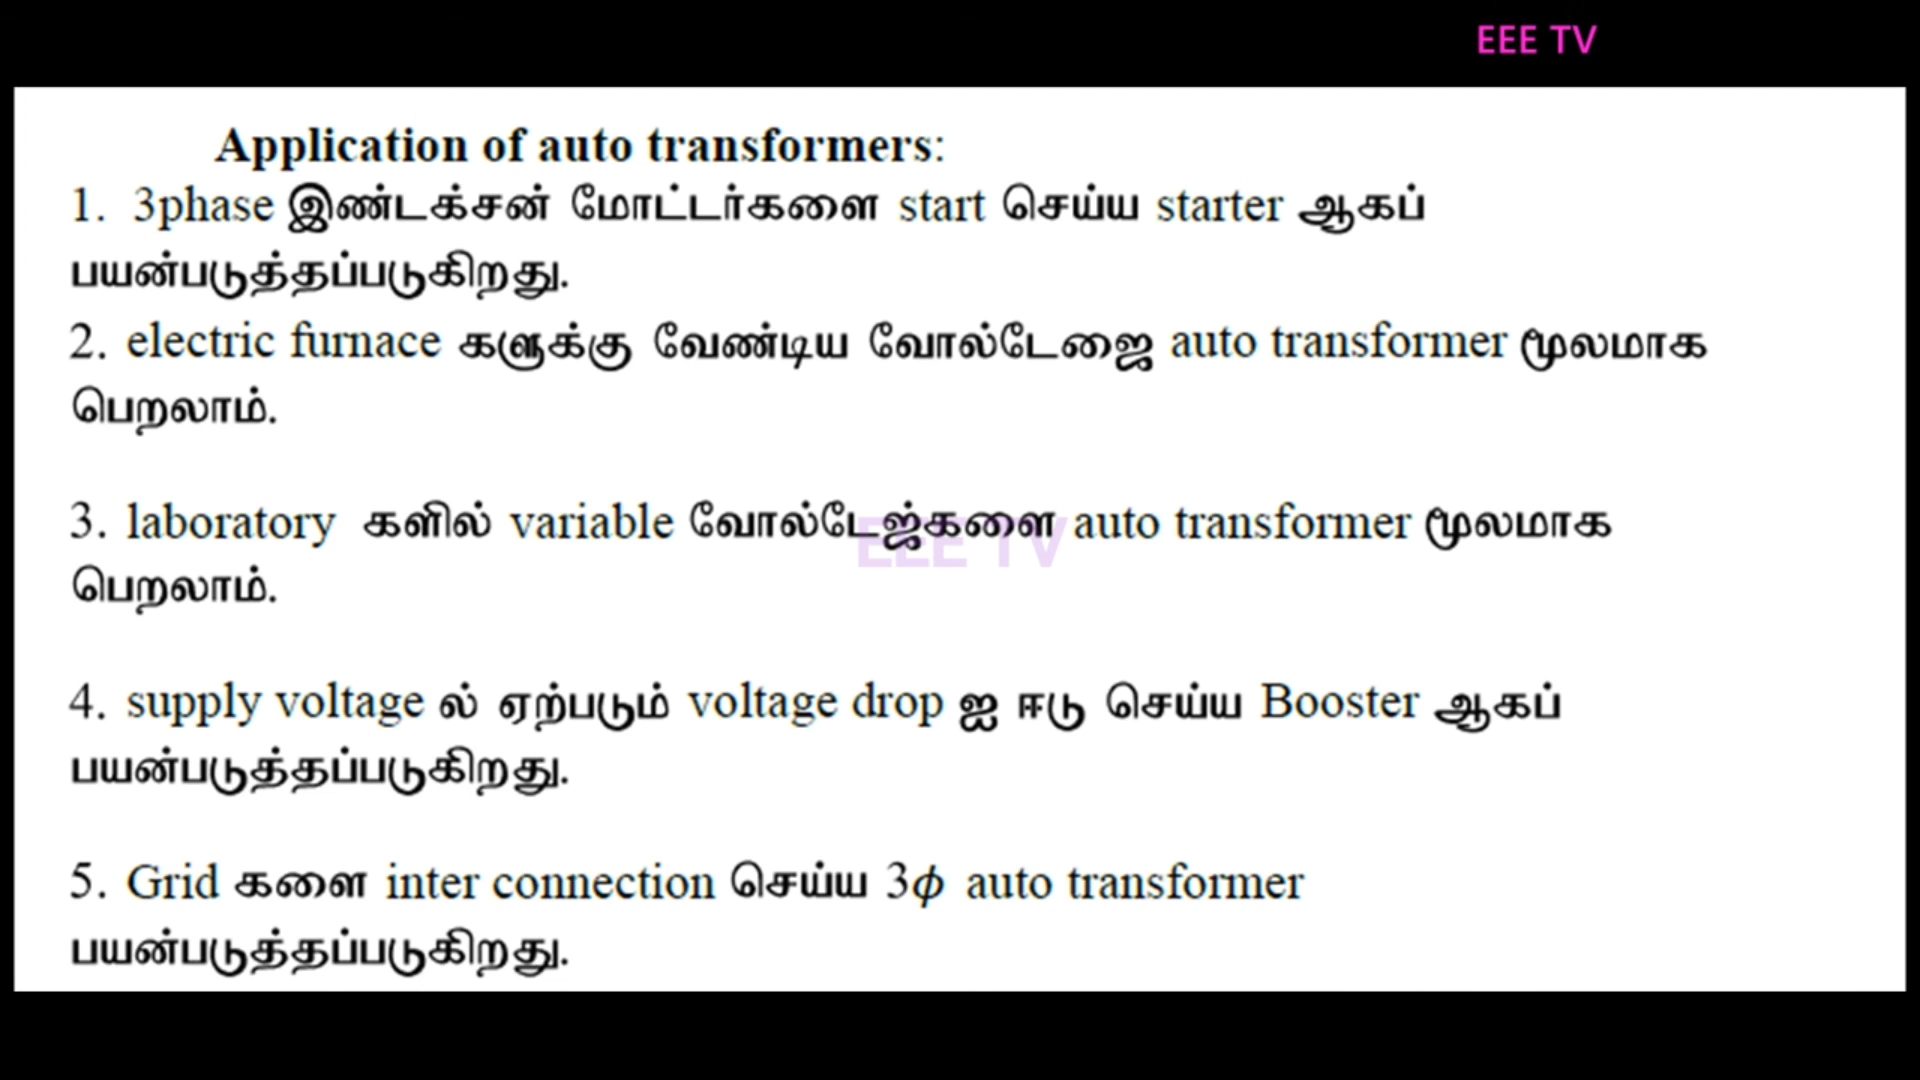 EEE TV
Application of auto transformers:
1. 3phase இண்டக்சன் மோட்டர்களை start செய்ய starter ஆகப்
பயன்படுத்தப்படுகிறது.
2. electric furnace களுக்கு வேண்டிய வோல்டேஜை auto transformer மூலமாக
பெறலாம்.
3. laboratory களில் variable வோல்டேஜ்களை auto transformer மூலமாக
பெறலாம்.
EEE TV
4. supply voltage ல் ஏற்படும் voltage drop ஐ ஈடு செய்ய Booster ஆகப்
பயன்படுத்தப்படுகிறது.
5. Grid களை inter connection செய்ய 3ϕ auto transformer
பயன்படுத்தப்படுகிறது.